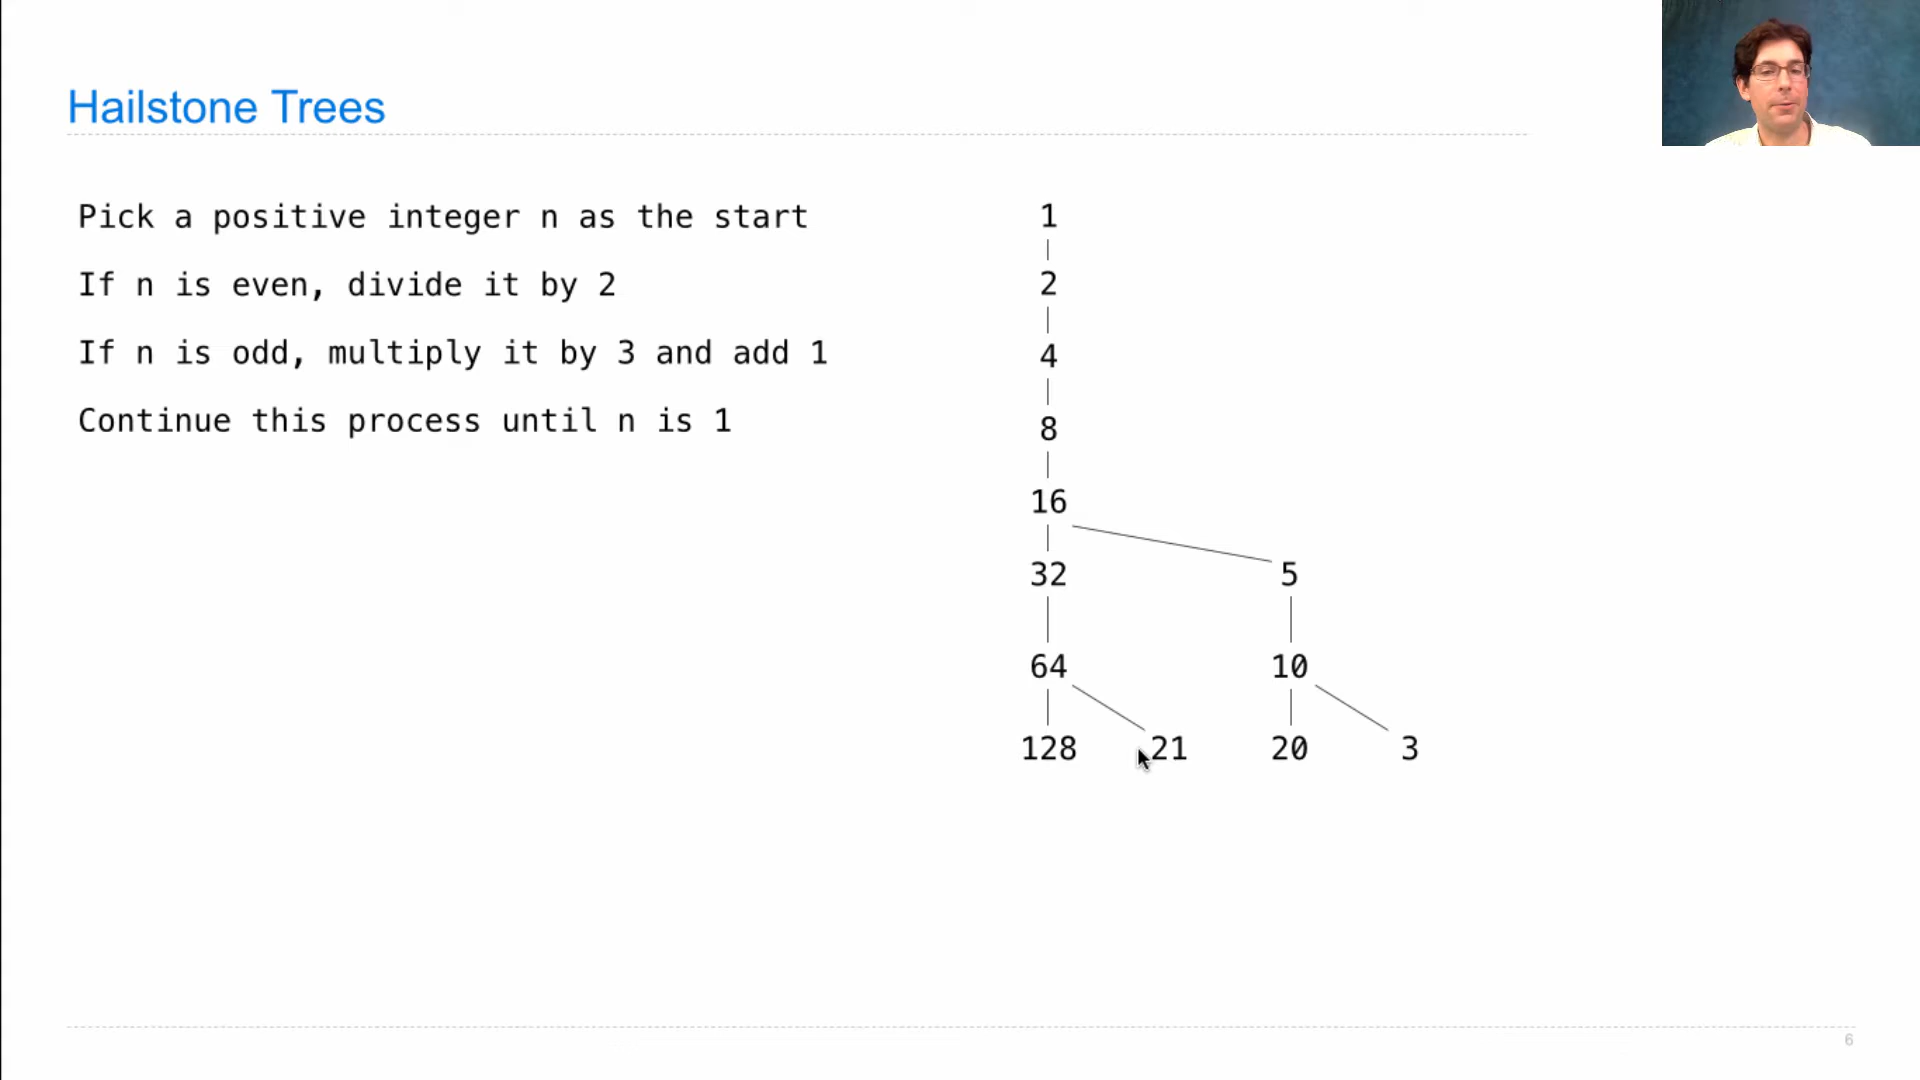 Hailstone Trees
Pick a positive integer n as the start
If n is even, divide it by 2
If n is odd, multiply it by 3 and add 1
Continue this process until n is 1
1
2
4
8
16
32 5
64 10
128 21 20 3
6